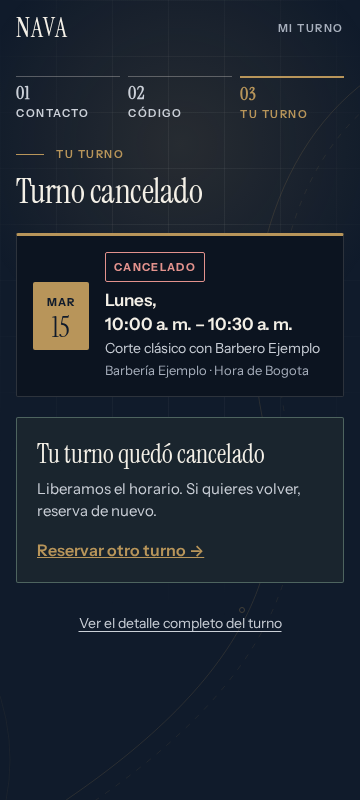 NAVA
MI TURNO
01
CONTACTO
02
CÓDIGO
03
TU TURNO
TU TURNO
Turno cancelado
MAR
15
CANCELADO
Lunes,
10:00 a. m. – 10:30 a. m.
Corte clásico con Barbero Ejemplo
Barbería Ejemplo · Hora de Bogota
Tu turno quedó cancelado
Liberamos el horario. Si quieres volver,
reserva de nuevo.
Reservar otro turno →
Ver el detalle completo del turno